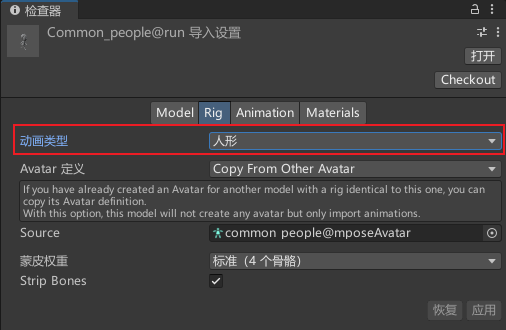 检查器
Common_people@run 导入设置
打开
Checkout
Model Rig Animation Materials
动画类型 人形
Avatar 定义 Copy From Other Avatar
If you have already created an Avatar for another model with a rig identical to this one, you can
copy its Avatar definition.
With this option, this model will not create any avatar but only import animations.
Source common people@mposeAvatar
蒙皮权重 标准（4 个骨骼）
Strip Bones
恢复 应用